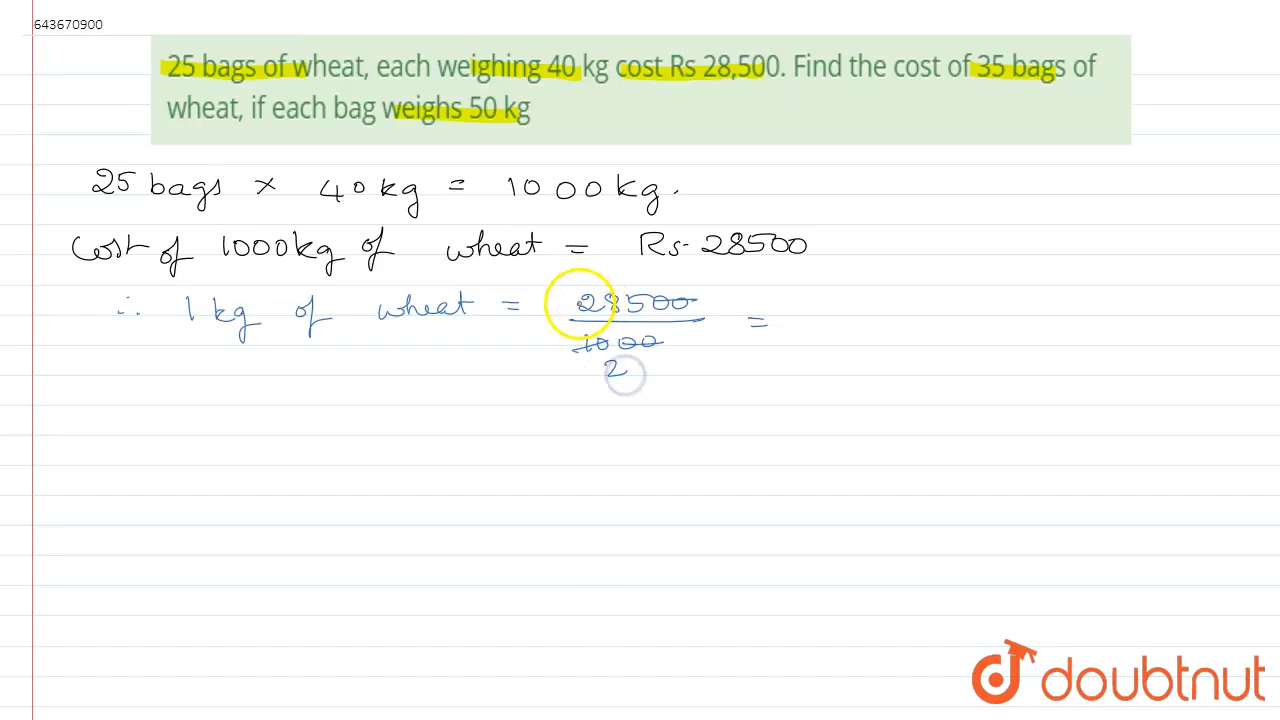 643670900
25 bags of wheat, each weighing 40 kg cost Rs 28,500. Find the cost of 35 bags of
wheat, if each bag weighs 50 kg
25 bags × 40 kg = 1000 kg.
Cost of 1000 kg of wheat = Rs. 28500
∴ 1 kg of wheat = 28500 =
1000
2
doubtnut